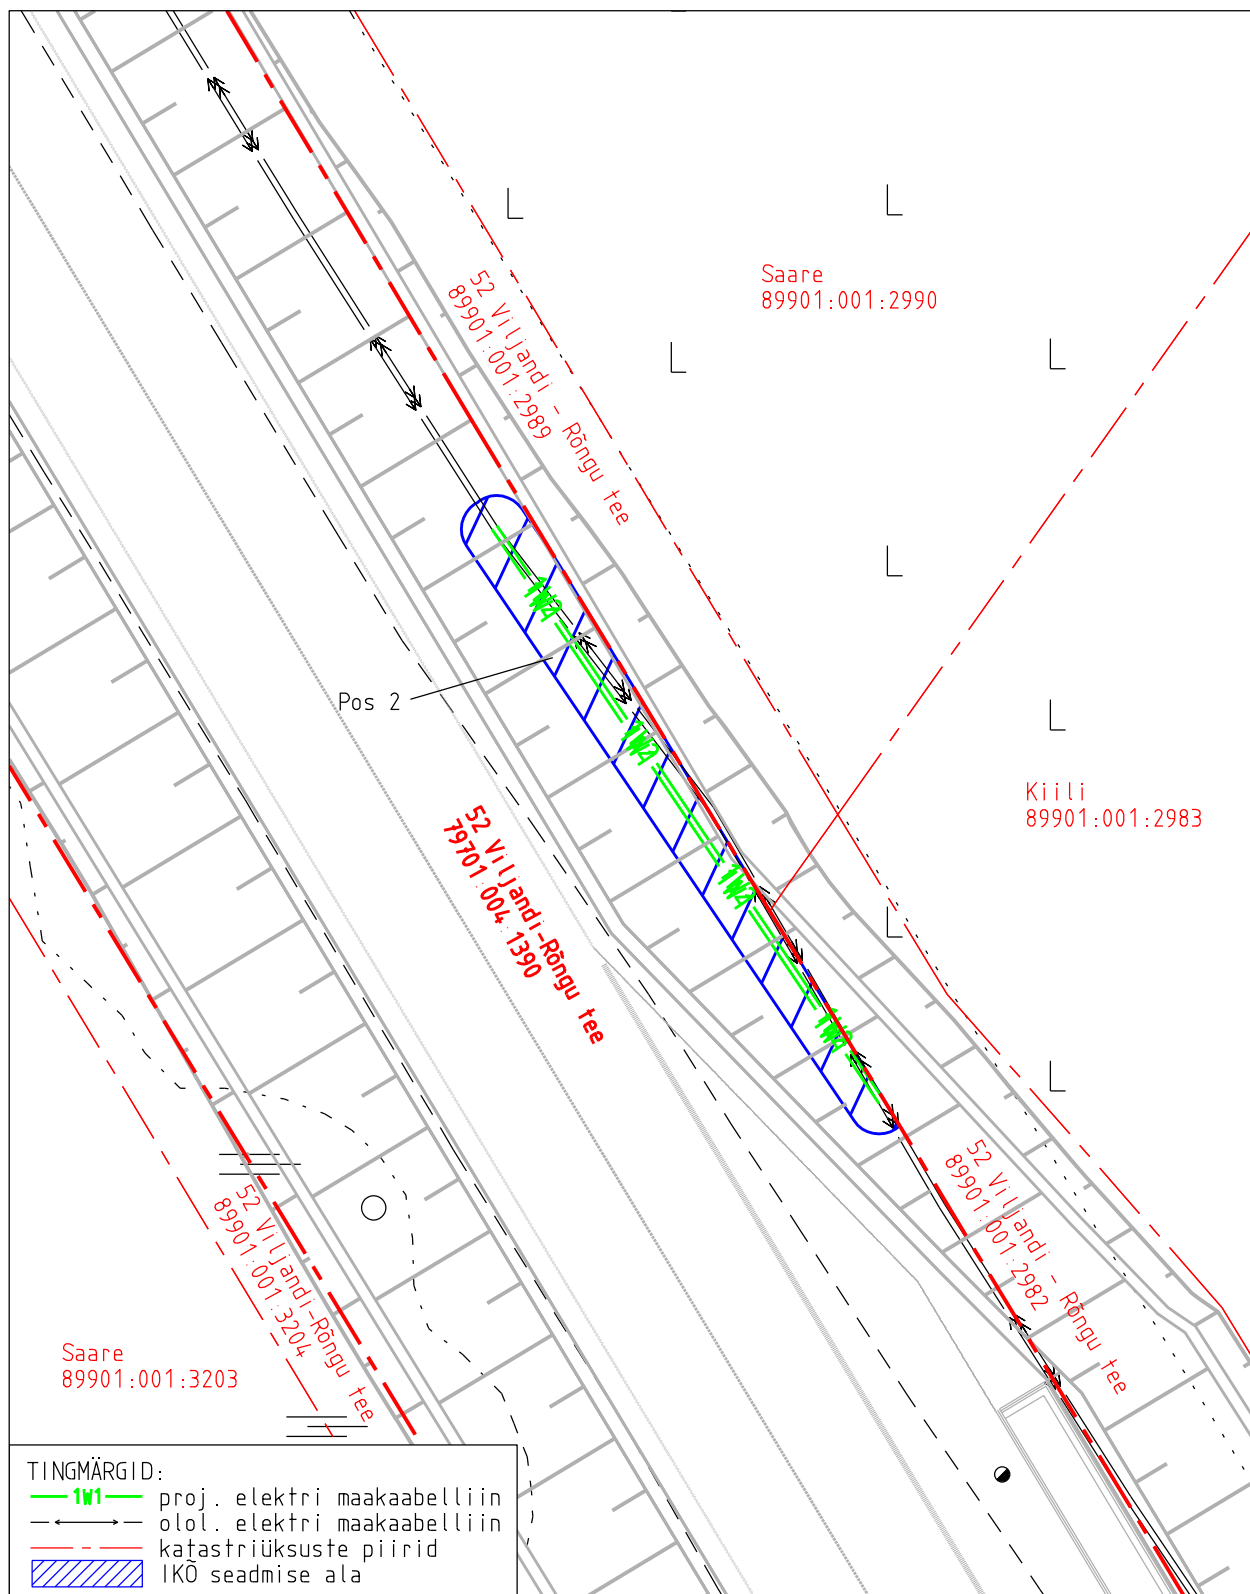 Saare
89901:001:2990
52 Viljandi - Rõngu tee
89901:001:2989
Pos 2
Kiili
89901:001:2983
52 Viljandi-Rõngu tee
79701:004:1390
52 Viljandi - Rõngu tee
89901:001:2982
52 Viljandi-Rõngu tee
89901:001:3204
Saare
89901:001:3203
TINGMÄRGID:
1W1 proj. elektri maakaabelliin
olol. elektri maakaabelliin
katastriüksuste piirid
IKÕ seadmise ala